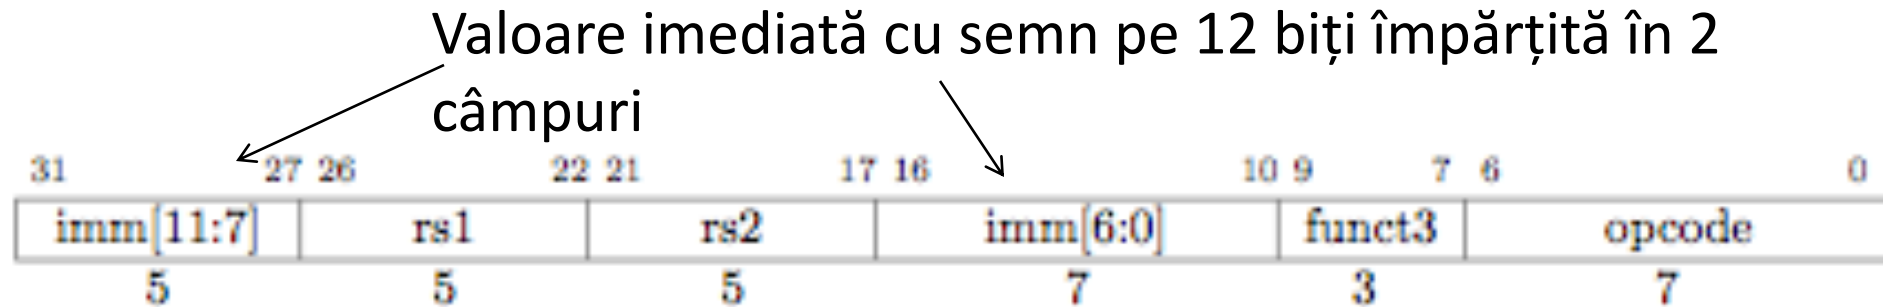 Valoare imediată cu semn pe 12 biți împărțită în 2
câmpuri
31 27 26 22 21 17 16 10 9 7 6 0
imm[11:7] rs1 rs2 imm[6:0] funct3 opcode
5 5 5 7 3 7